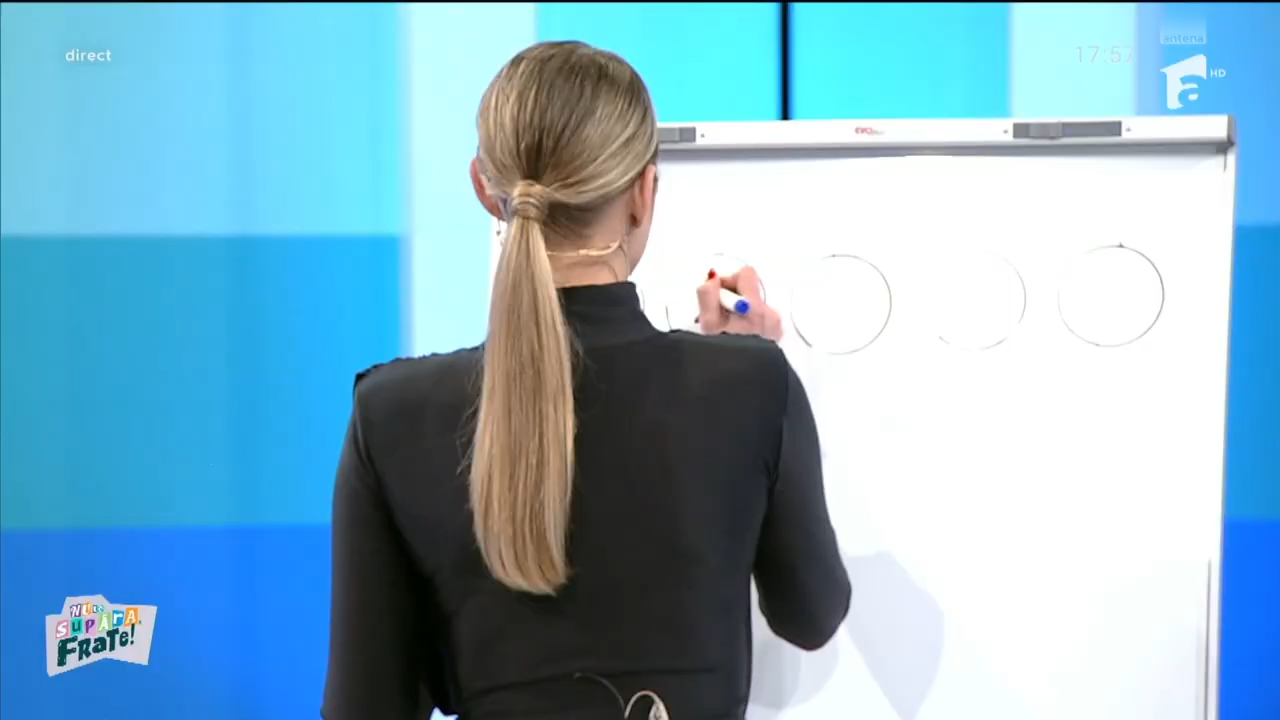 direct
17:57
antena
a HD
NU TE
SUPĂRA,
FRATE!